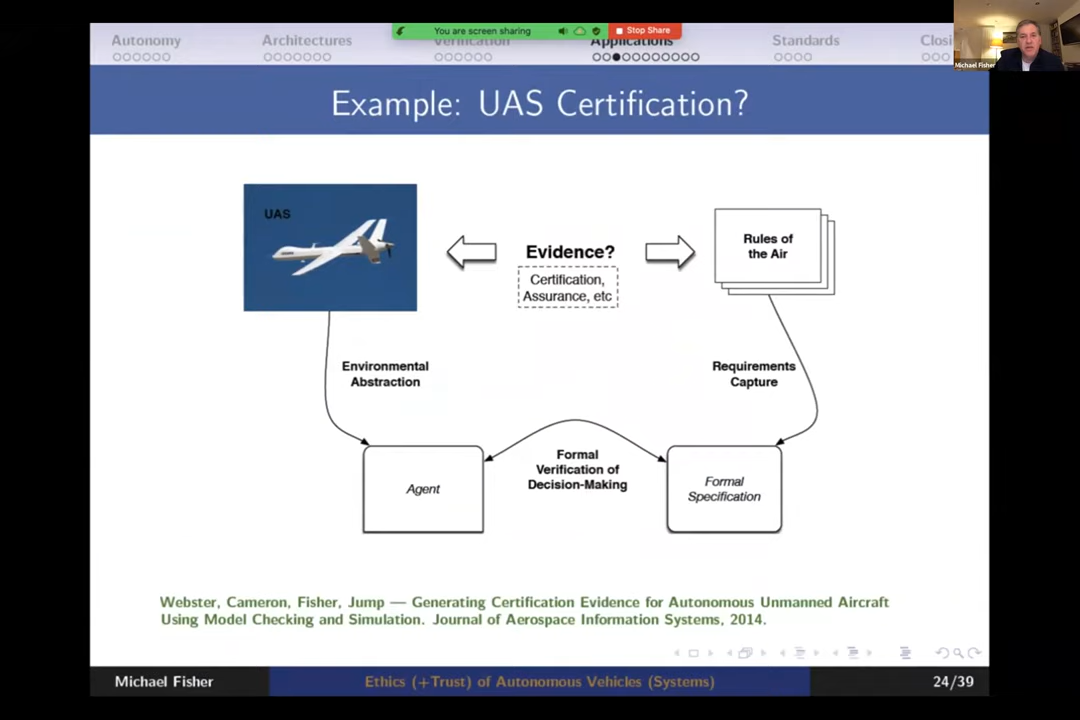 You are screen sharing
Stop Share
Autonomy
Architectures
Verification
Applications
Standards
Closi
Michael Fisher
Example: UAS Certification?
UAS
Evidence?
Certification,
Assurance, etc
Rules of
the Air
Environmental
Abstraction
Requirements
Capture
Agent
Formal
Verification of
Decision-Making
Formal
Specification
Webster, Cameron, Fisher, Jump — Generating Certification Evidence for Autonomous Unmanned Aircraft
Using Model Checking and Simulation. Journal of Aerospace Information Systems, 2014.
Michael Fisher
Ethics (+Trust) of Autonomous Vehicles (Systems)
24/39